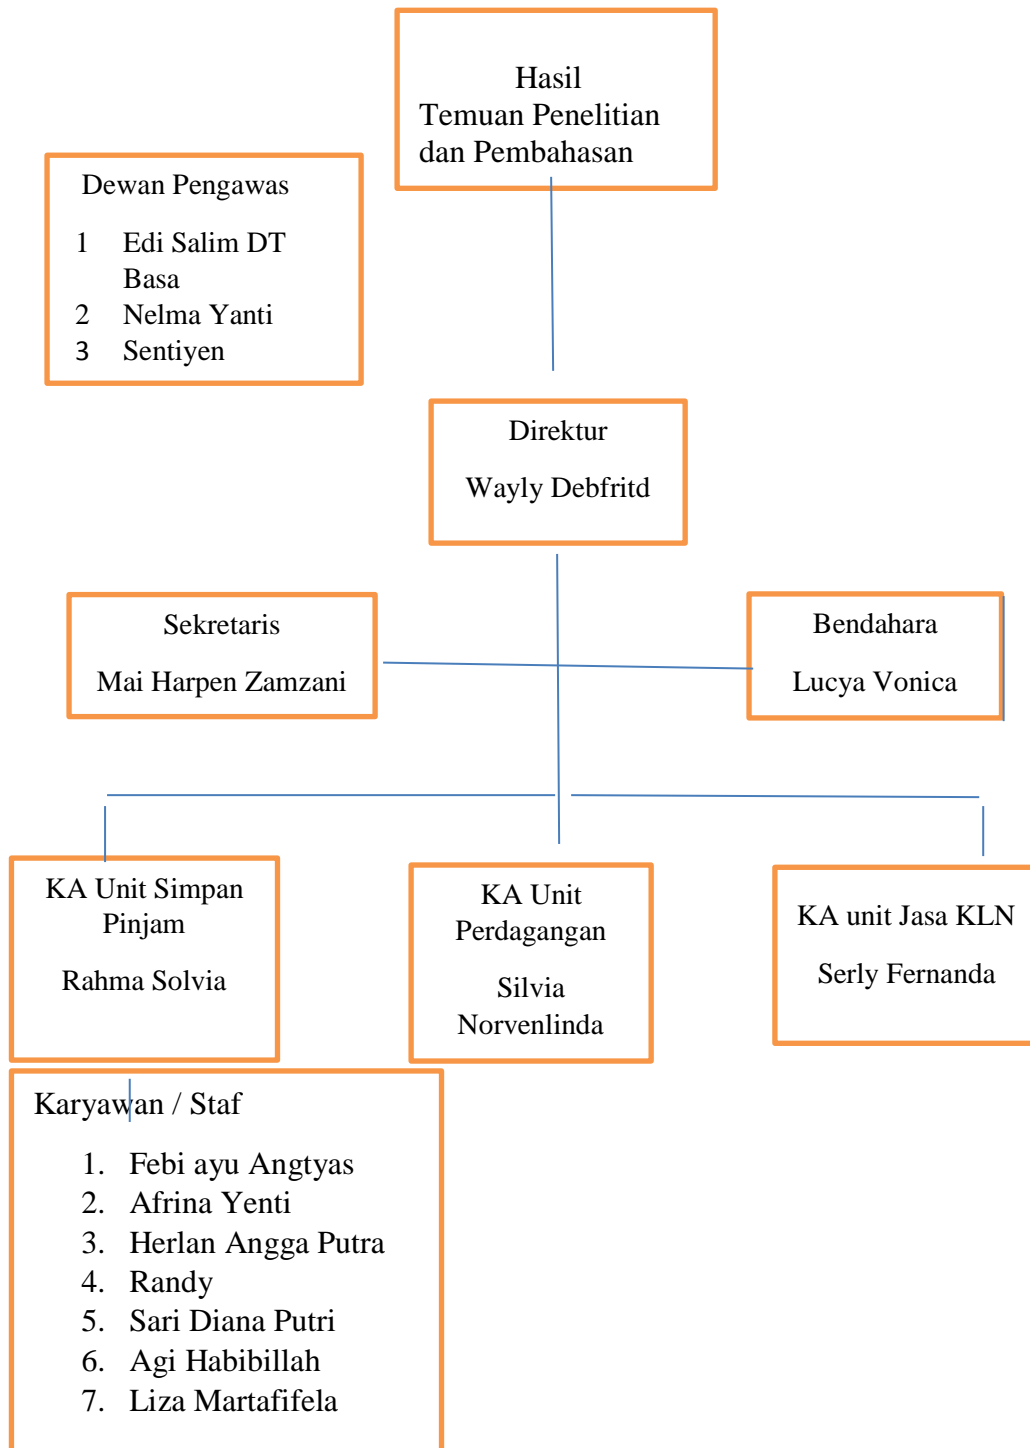 Hasil
Temuan Penelitian
dan Pembahasan
Dewan Pengawas
1 Edi Salim DT
Basa
2 Nelma Yanti
3 Sentiyen
Direktur
Wayly Debfritd
Sekretaris
Mai Harpen Zamzani
Bendahara
Lucya Vonica
KA Unit Simpan
Pinjam
Rahma Solvia
KA Unit
Perdagangan
Silvia
Norvenlinda
KA unit Jasa KLN
Serly Fernanda
Karyawan / Staf
1. Febi ayu Angtyas
2. Afrina Yenti
3. Herlan Angga Putra
4. Randy
5. Sari Diana Putri
6. Agi Habibillah
7. Liza Martafifela